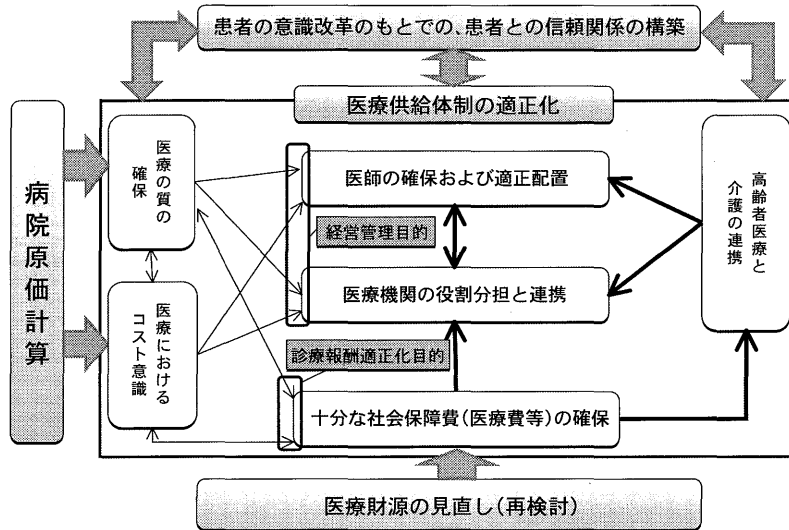 患者の意識改革のもとでの、患者との信頼関係の構築
医療供給体制の適正化
病院原価計算
医療の質の
確保
医療における
コスト意識
医師の確保および適正配置
経営管理目的
医療機関の役割分担と連携
診療報酬適正化目的
十分な社会保障費(医療費等)の確保
高齢者医療と
介護の連携
医療財源の見直し(再検討)